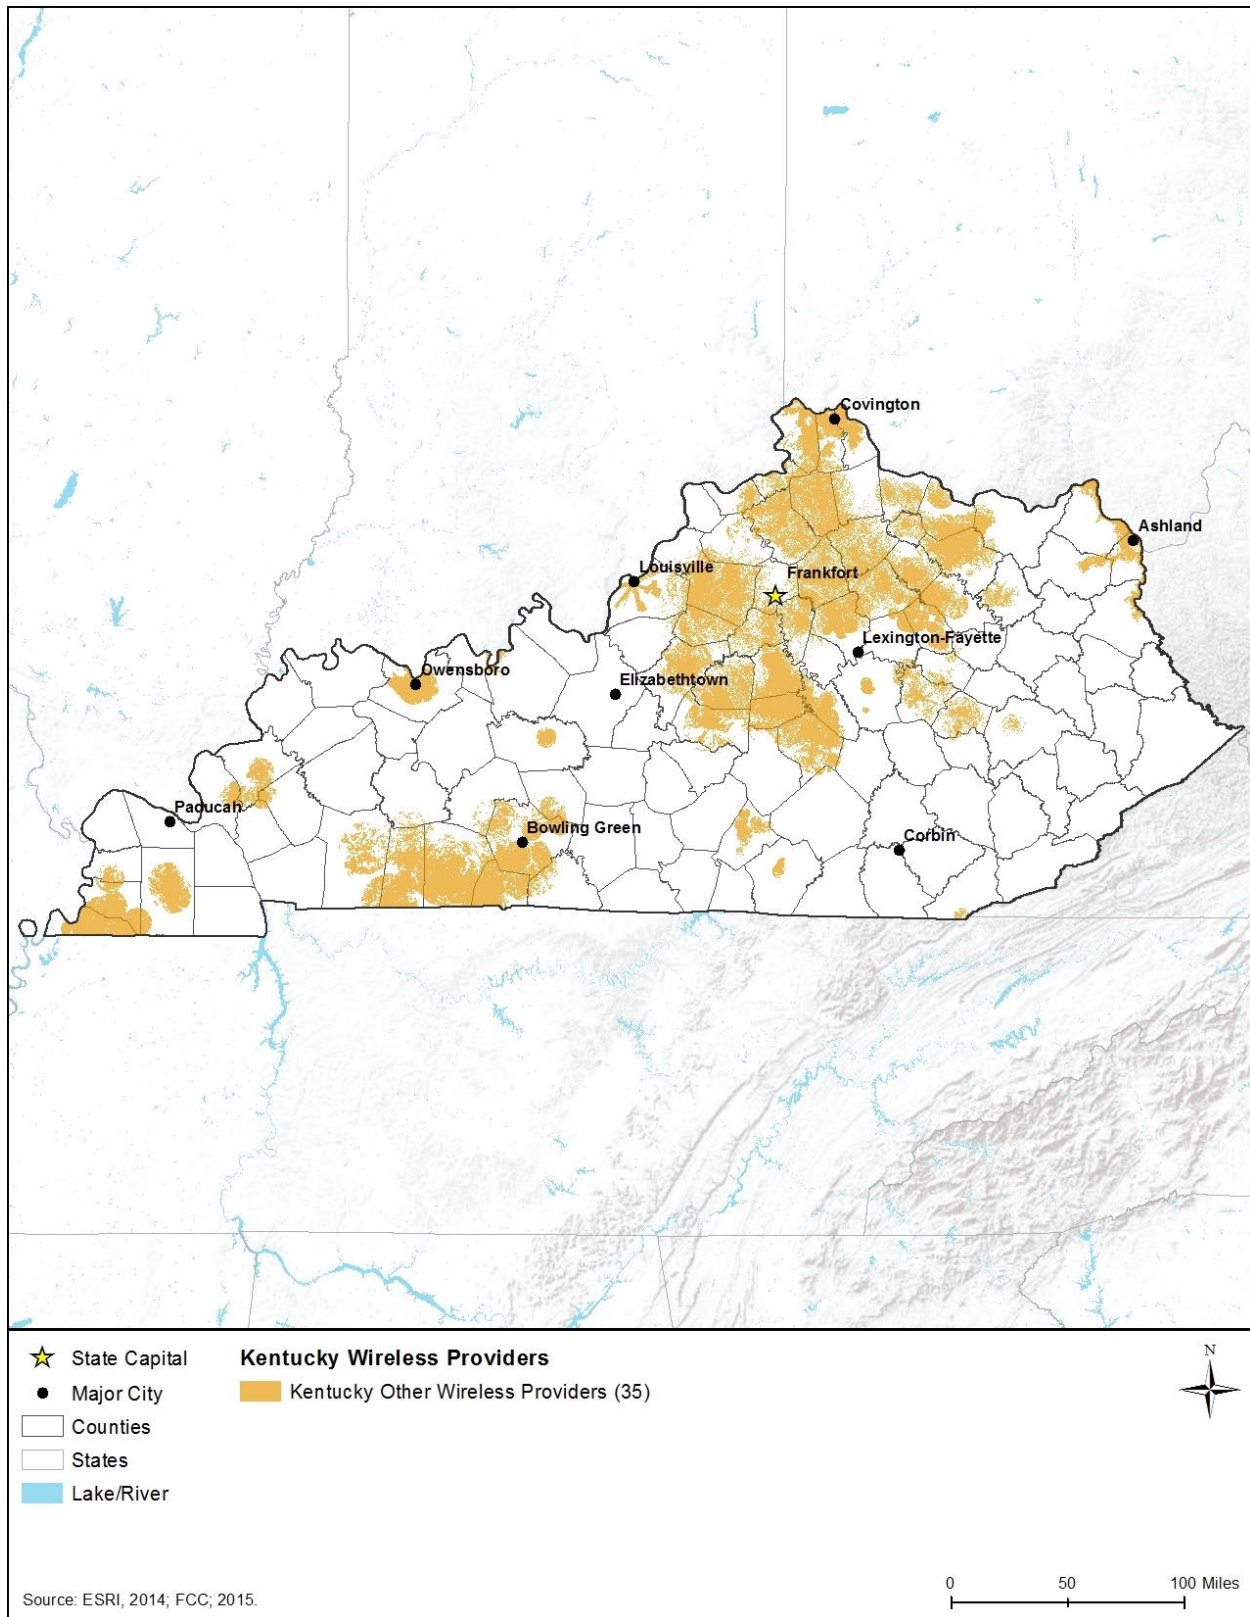 Covington
Ashland
Louisville
Frankfort
Lexington-Fayette
Owensboro
Elizabethtown
Paducah
Bowling Green
Corbin
State Capital
Kentucky Wireless Providers
N
Major City
Kentucky Other Wireless Providers (35)
Counties
States
Lake/River
0 50 100 Miles
Source: ESRI, 2014; FCC; 2015.